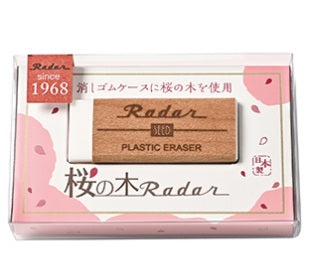 Radar
since
1968
消しゴムケースに桜の木を使用
Radar
SEED
PLASTIC ERASER
桜の木Radar
日本製